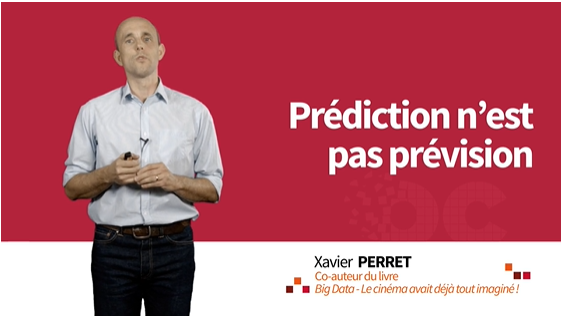 Prédiction n’est
pas prévision
Xavier PERRET
Co-auteur du livre
Big Data - Le cinéma avait déjà tout imaginé !